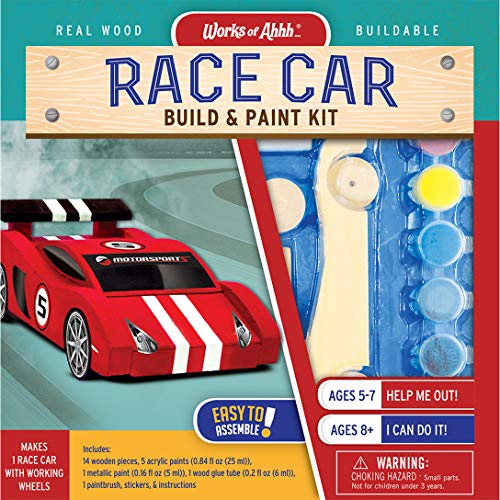 REAL WOOD
Works of Ahhh...
BUILDABLE
RACE CAR
BUILD & PAINT KIT
5
MOTORSPORTS
5
EASY TO
ASSEMBLE!
AGES 5-7 HELP ME OUT!
AGES 8+ I CAN DO IT!
MAKES
1 RACE CAR
WITH WORKING
WHEELS
Includes:
14 wooden pieces, 5 acrylic paints (0.84 fl oz (25 ml)),
1 metallic paint (0.16 fl oz (5 ml)), 1 wood glue tube (0.2 fl oz (6 ml)),
1 paintbrush, stickers, & instructions
WARNING:
CHOKING HAZARD - Small parts.
Not for children under 3 years.